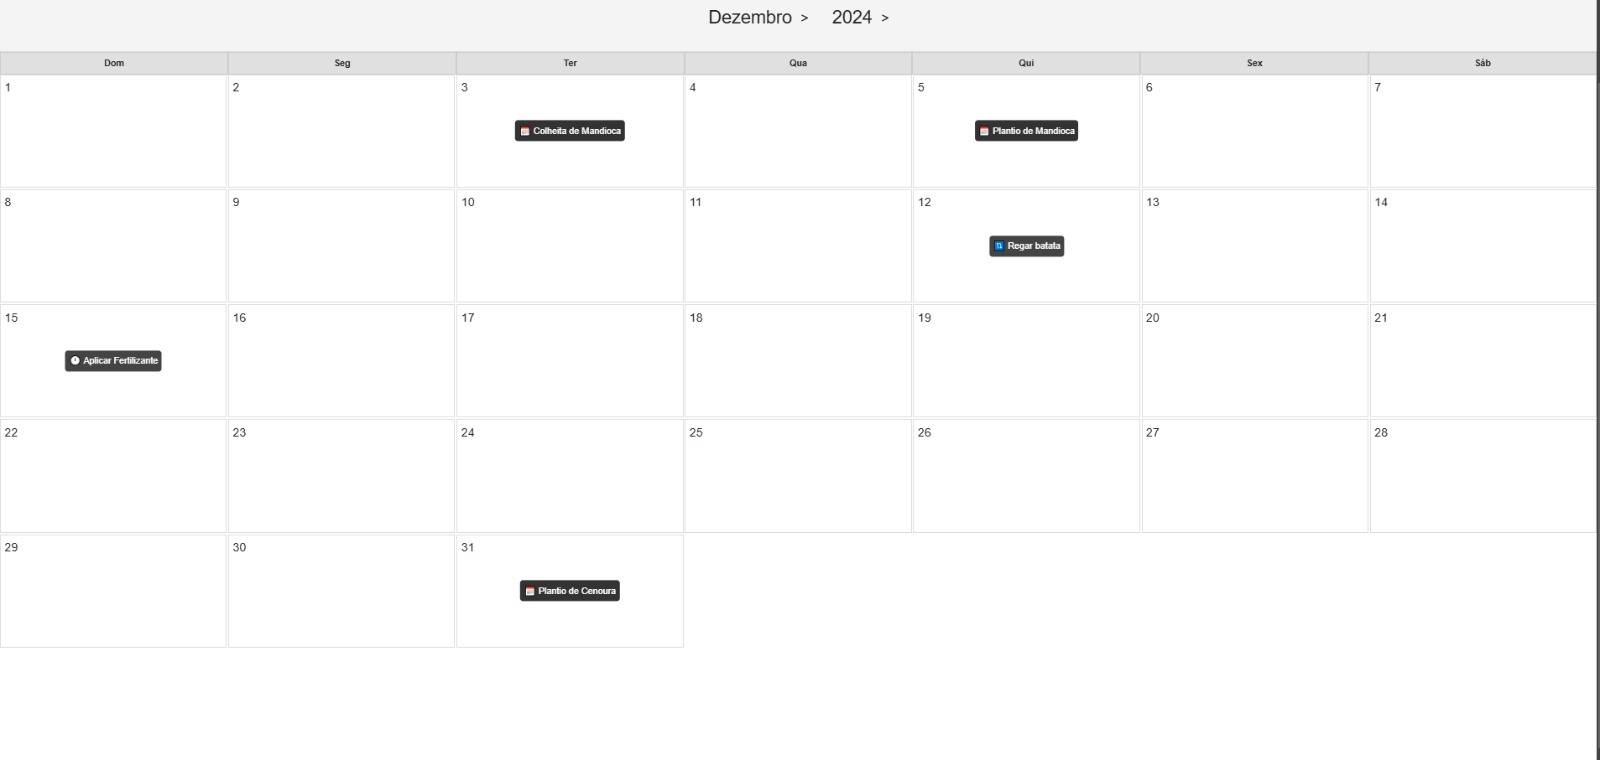 Dezembro > 2024 >
Dom Seg Ter Qua Qui Sex Sáb
1 2 3 4 5 6 7
Colheita de Mandioca Plantio de Mandioca
8 9 10 11 12 13 14
Regar batata
15 16 17 18 19 20 21
Aplicar Fertilizante
22 23 24 25 26 27 28
29 30 31
Plantio de Cenoura